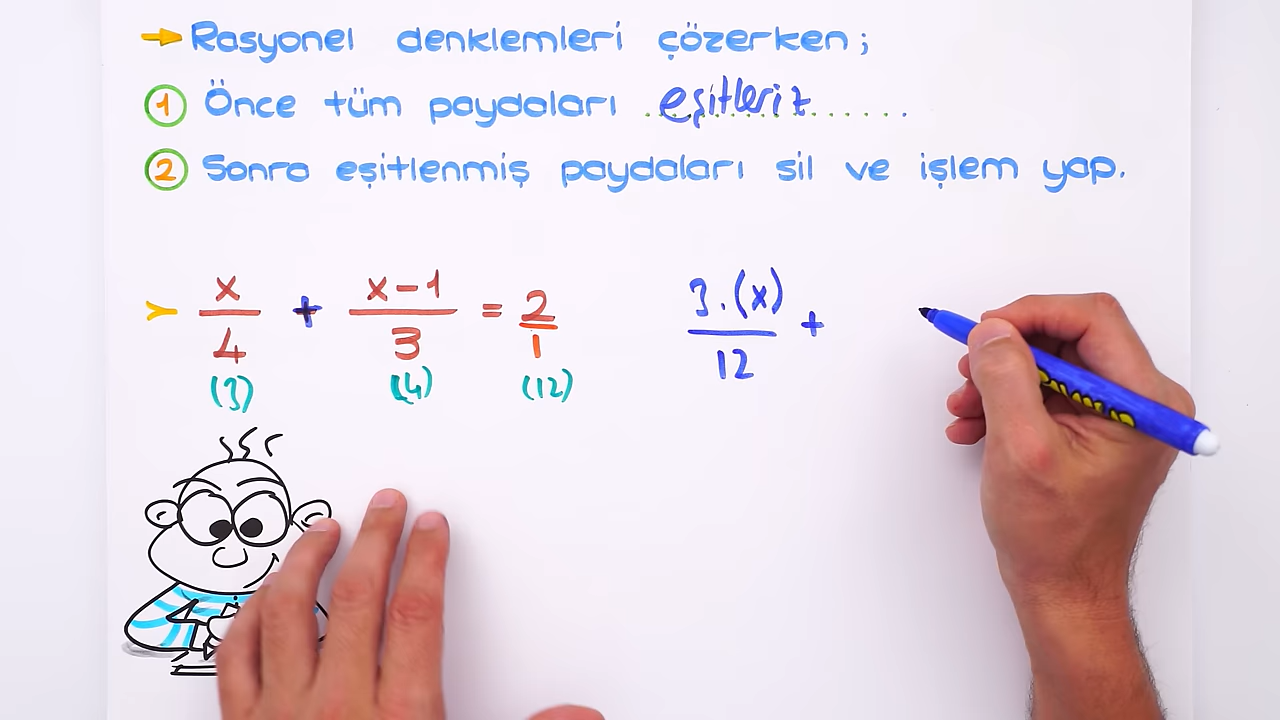 → Rasyonel denklemleri çözerken;
① Önce tüm paydaları eşitleriz
② Sonra eşitlenmiş paydaları sil ve işlem yap.
x/4 + x-1/3 = 2/1
(3) (4) (12)
3.(x)/12 +